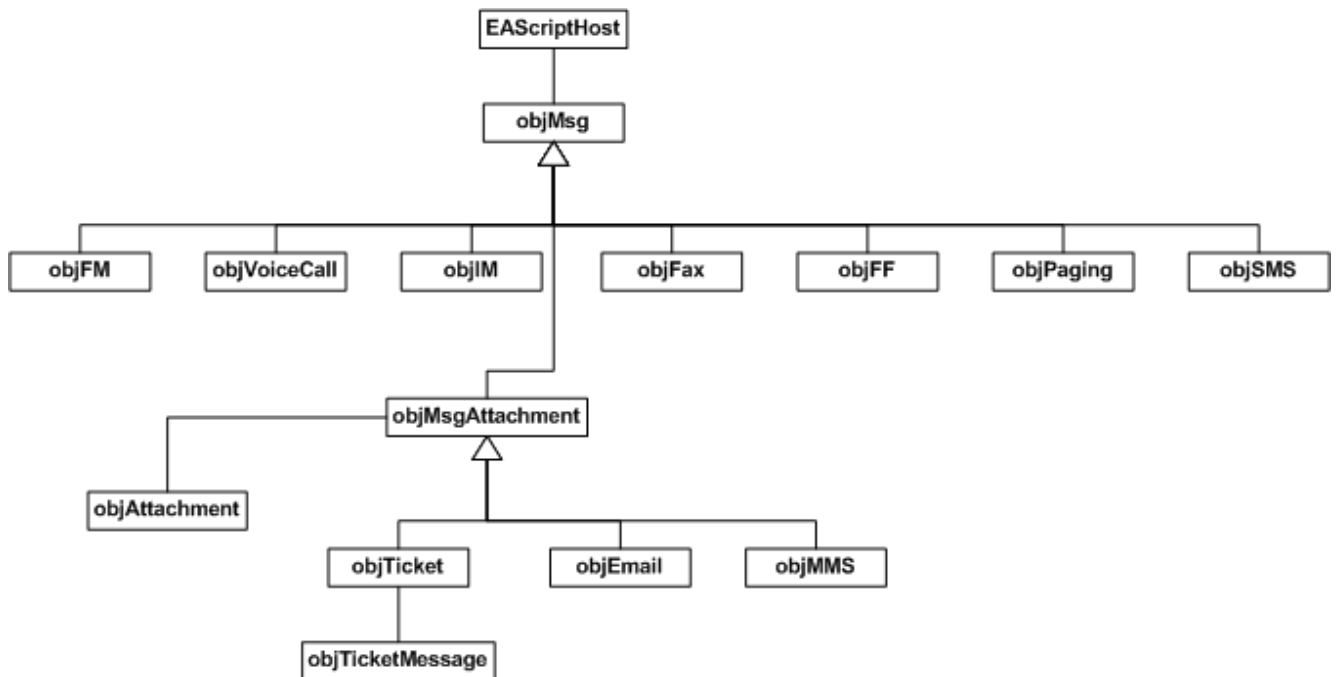 EAScriptHost
objMsg
objFM
objVoiceCall
objIM
objFax
objFF
objPaging
objSMS
objMsgAttachment
objAttachment
objTicket
objEmail
objMMS
objTicketMessage